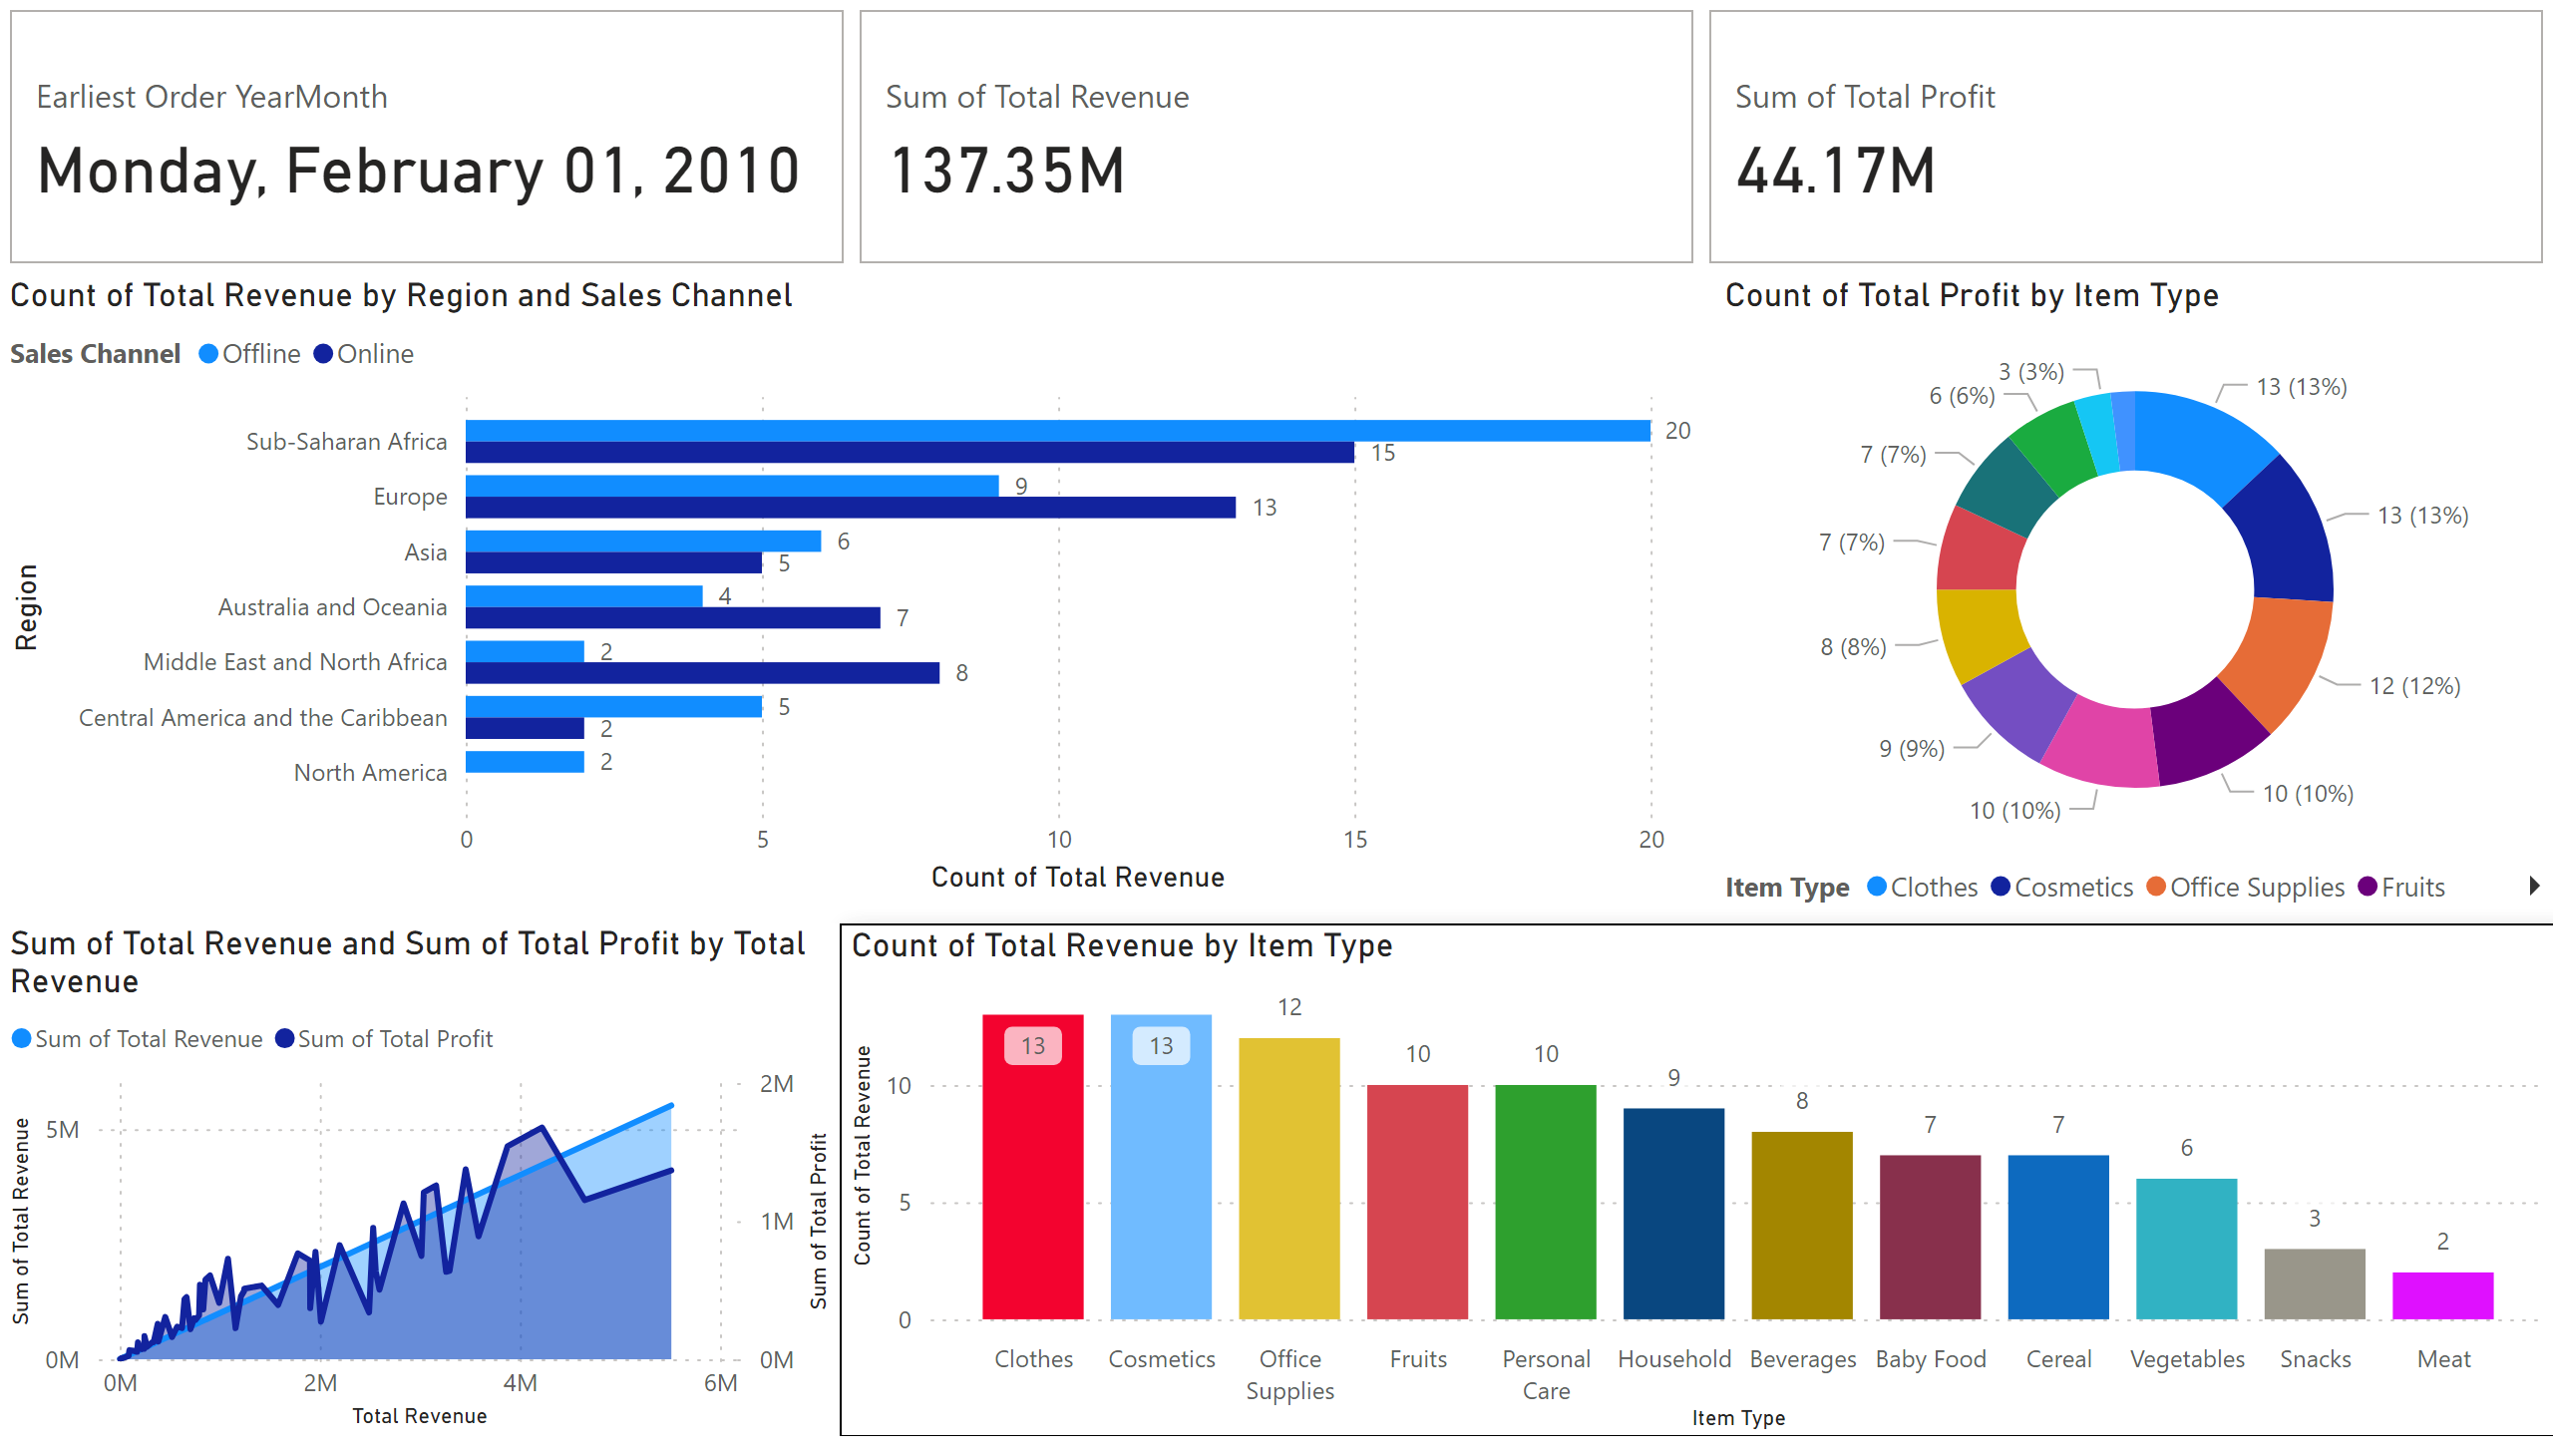 Earliest Order YearMonth
Monday, February 01, 2010
Sum of Total Revenue
137.35M
Sum of Total Profit
44.17M
Count of Total Revenue by Region and Sales Channel
Sales Channel Offline Online
Region
Sub-Saharan Africa 20
15
Europe 9
13
Asia 6
5
Australia and Oceania 4
7
Middle East and North Africa 2
8
Central America and the Caribbean 5
2
North America 2
0 5 10 15 20
Count of Total Revenue
Count of Total Profit by Item Type
13 (13%)
13 (13%)
12 (12%)
10 (10%)
10 (10%)
9 (9%)
8 (8%)
7 (7%)
7 (7%)
6 (6%)
3 (3%)
Item Type Clothes Cosmetics Office Supplies Fruits
Sum of Total Revenue and Sum of Total Profit by Total
Revenue
Sum of Total Revenue Sum of Total Profit
Sum of Total Revenue
5M
0M
2M
1M
0M
Sum of Total Profit
0M 2M 4M 6M
Total Revenue
Count of Total Revenue by Item Type
Count of Total Revenue
10
5
0
13 13 12 10 10 9 8 7 7 6 3 2
Clothes Cosmetics Office Fruits Personal Household Beverages Baby Food Cereal Vegetables Snacks Meat
Supplies Care
Item Type